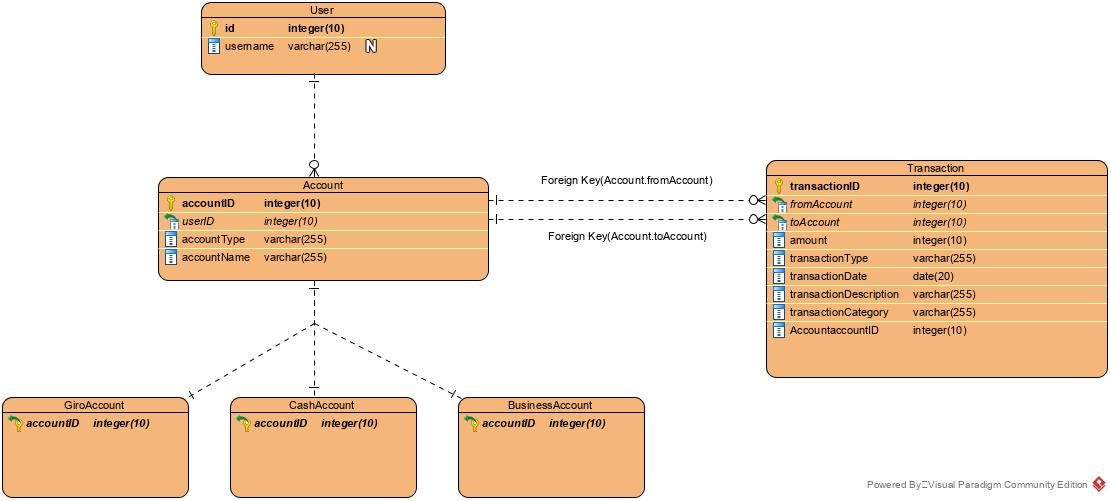 User
id integer(10)
username varchar(255) N
Account
accountID integer(10)
userID integer(10)
accountType varchar(255)
accountName varchar(255)
Foreign Key(Account.fromAccount)
Foreign Key(Account.toAccount)
Transaction
transactionID integer(10)
fromAccount integer(10)
toAccount integer(10)
amount integer(10)
transactionType varchar(255)
transactionDate date(20)
transactionDescription varchar(255)
transactionCategory varchar(255)
AccountaccountID integer(10)
GiroAccount
accountID integer(10)
CashAccount
accountID integer(10)
BusinessAccount
accountID integer(10)
Powered By Visual Paradigm Community Edition